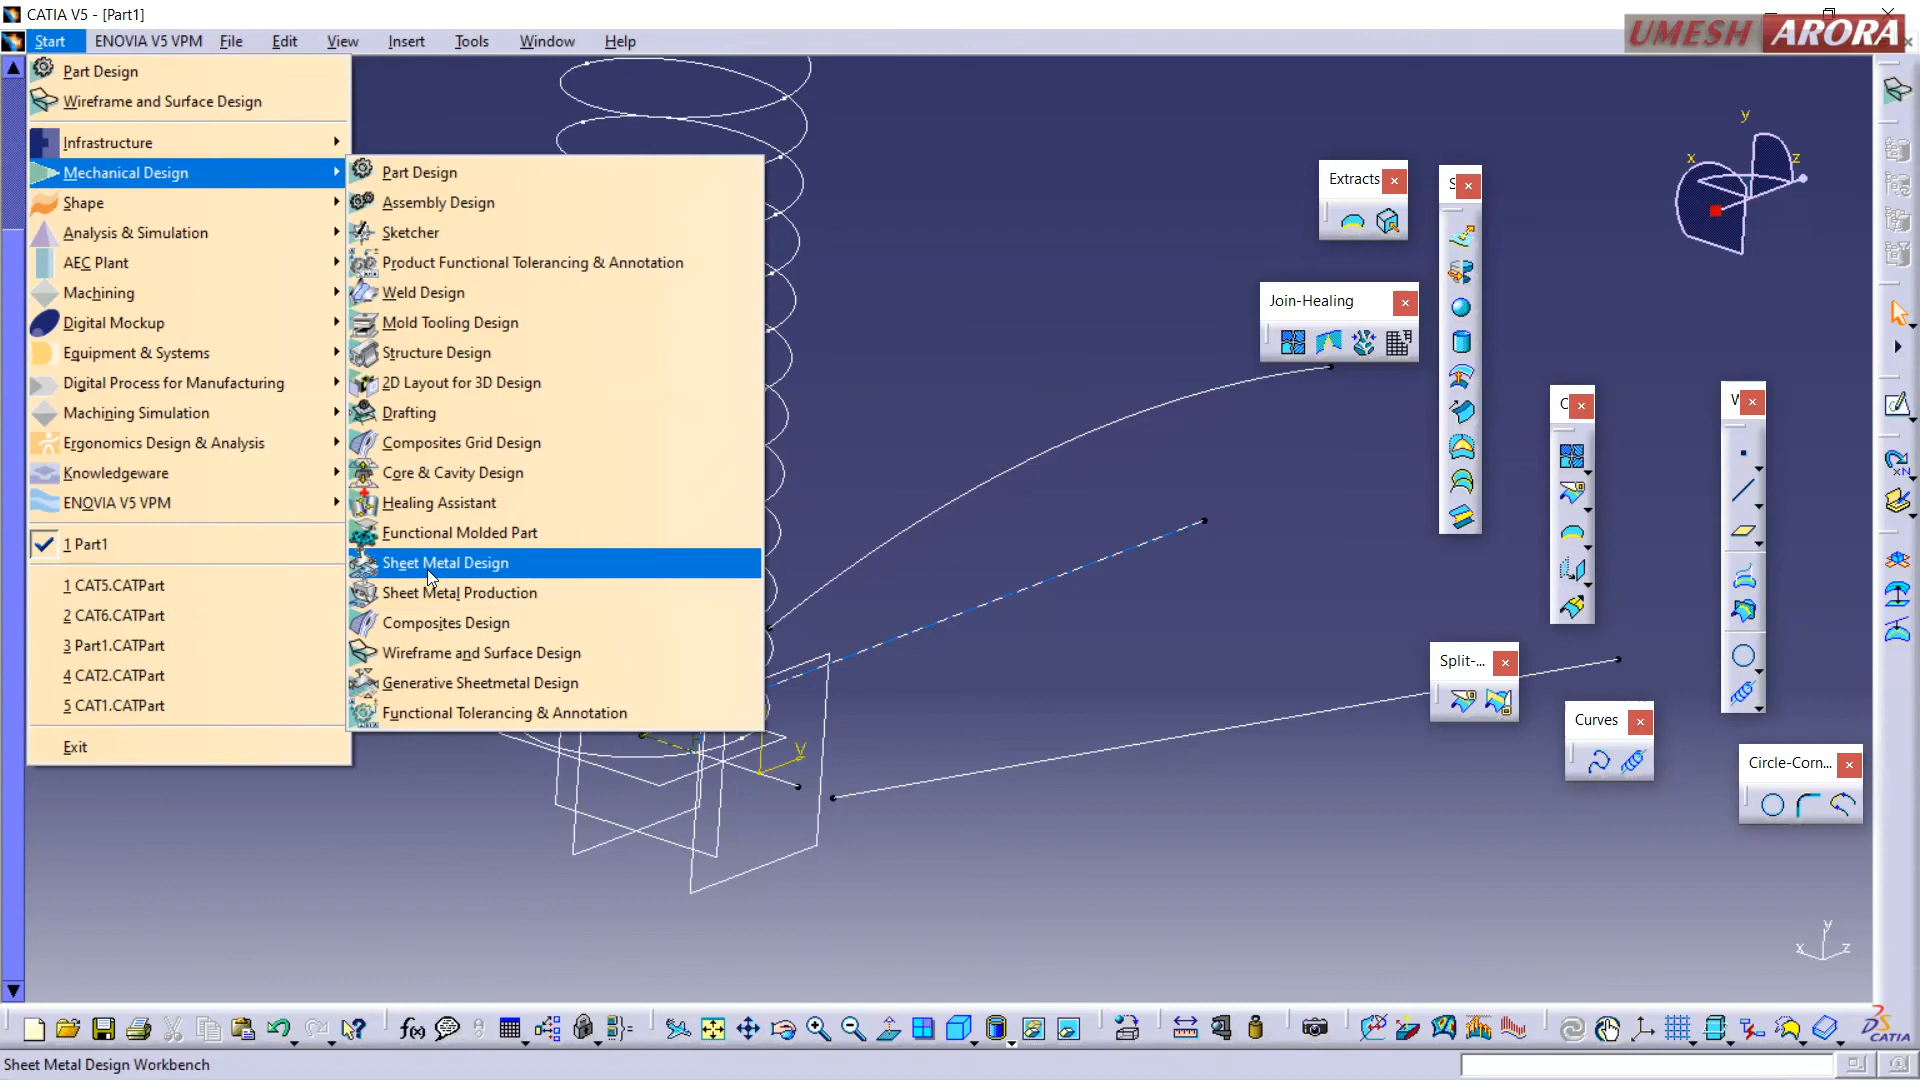 CATIA V5 - [Part1]
UMESH ARORA
Start ENOVIA V5 VPM File Edit View Insert Tools Window Help
Part Design
Wireframe and Surface Design
Infrastructure
Mechanical Design
Shape
Analysis & Simulation
AEC Plant
Machining
Digital Mockup
Equipment & Systems
Digital Process for Manufacturing
Machining Simulation
Ergonomics Design & Analysis
Knowledgeware
ENOVIA V5 VPM
1 Part1
1 CAT5.CATPart
2 CAT6.CATPart
3 Part1.CATPart
4 CAT2.CATPart
5 CAT1.CATPart
Exit
Part Design
Assembly Design
Sketcher
Product Functional Tolerancing & Annotation
Weld Design
Mold Tooling Design
Structure Design
2D Layout for 3D Design
Drafting
Composites Grid Design
Core & Cavity Design
Healing Assistant
Functional Molded Part
Sheet Metal Design
Sheet Metal Production
Composites Design
Wireframe and Surface Design
Generative Sheetmetal Design
Functional Tolerancing & Annotation
y
x z
Extracts
S
Join-Healing
C
V
Split-...
Curves
Circle-Corn...
y
y
x z
f(x)
CATIA
Sheet Metal Design Workbench